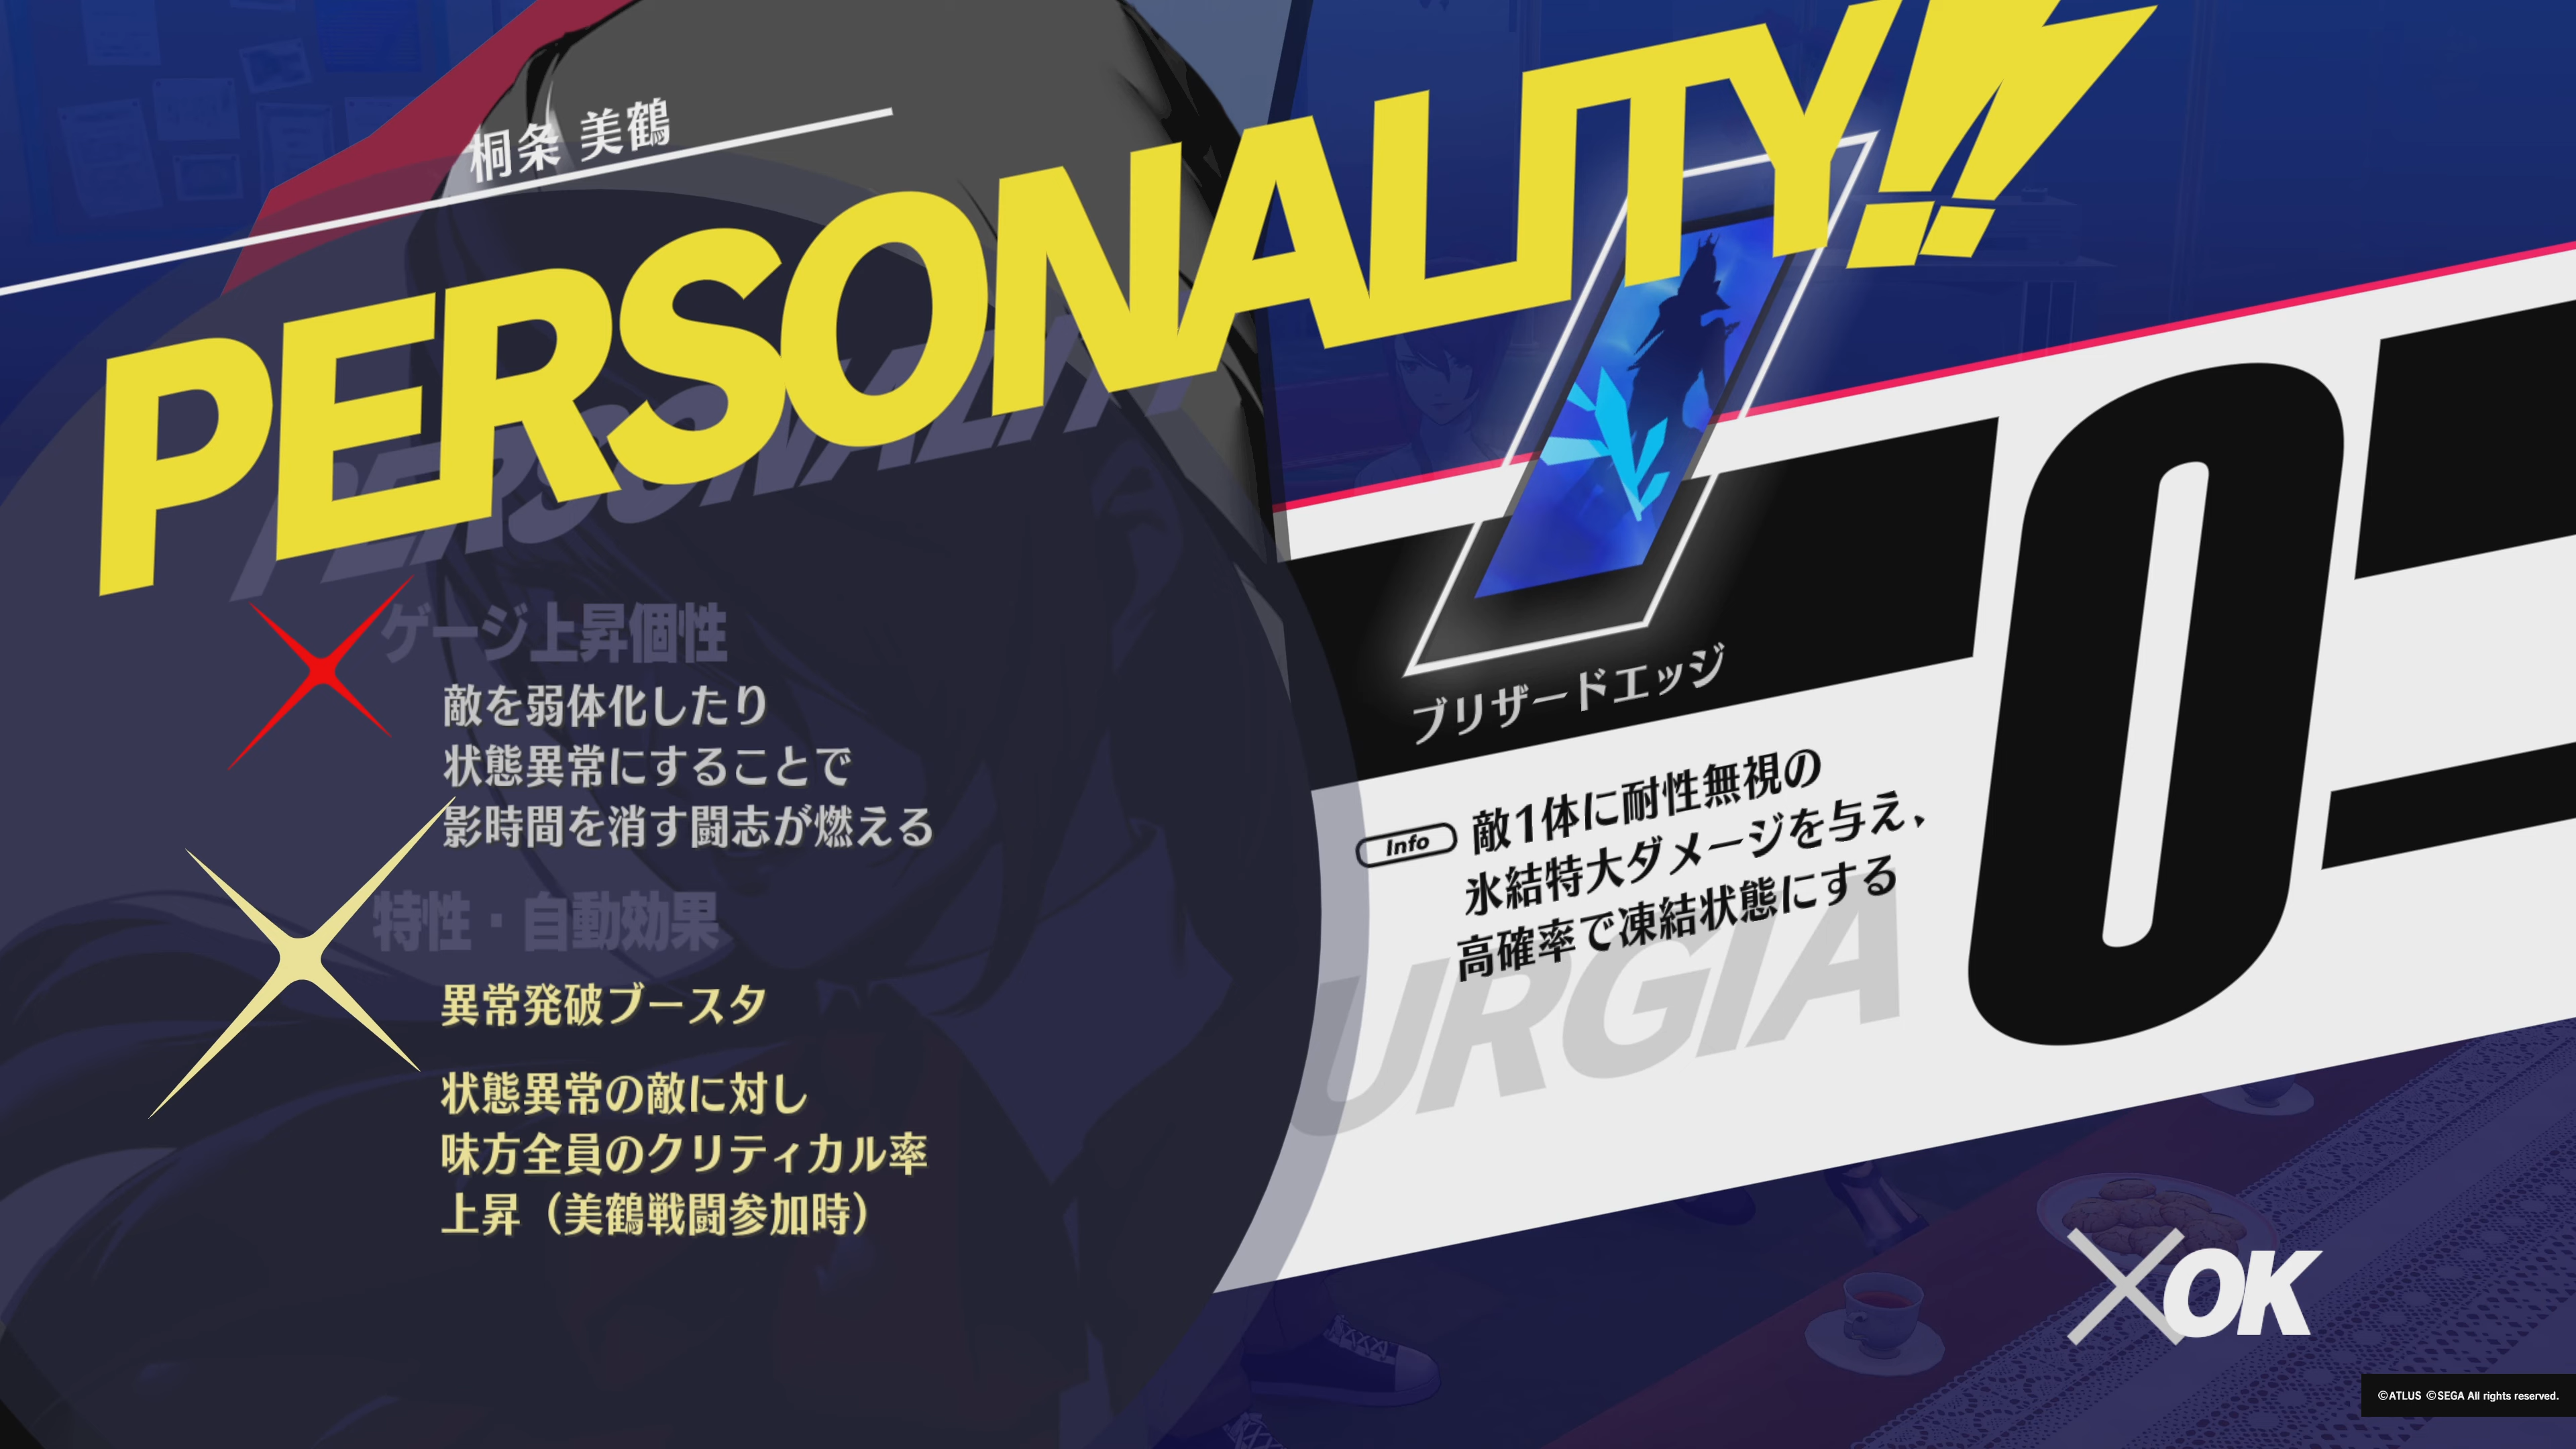 桐条 美鶴
PERSONALITY!!
PERSONALITY
ゲージ上昇個性
敵を弱体化したり
状態異常にすることで
影時間を消す闘志が燃える
特性・自動効果
異常発破ブースタ
状態異常の敵に対し
味方全員のクリティカル率
上昇（美鶴戦闘参加時）
ブリザードエッジ
Info
敵1体に耐性無視の
氷結特大ダメージを与え、
高確率で凍結状態にする
URGIA
0
×OK
©ATLUS ©SEGA All rights reserved.